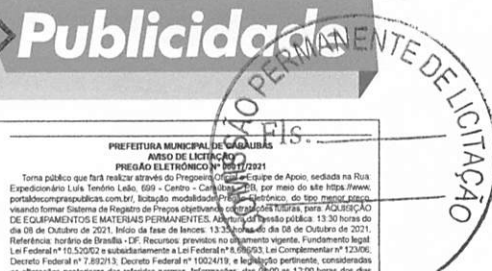 Publicidade
COMISSÃO PERMANENTE DE LICITAÇÃO
Fls.
PREFEITURA MUNICIPAL DE CARAÚBAS
AVISO DE LICITAÇÃO
PREGÃO ELETRÔNICO Nº 00011/2021
Torna público que fará realizar através do Pregoeiro Oficial e Equipe de Apoio, sediada na Rua
Expedicionário Luis Tenório Leão, 699 - Centro - Caraúbas - PB, por meio do site https://www.
portaldecompraspublicas.com.br/, licitação modalidade Pregão Eletrônico, do tipo menor preço,
visando formar Sistema de Registro de Preços objetivando contratações futuras, para: AQUISIÇÃO
DE EQUIPAMENTOS E MATERIAIS PERMANENTES. Abertura da sessão pública: 13:30 horas do
dia 08 de Outubro de 2021. Início da fase de lances: 13:35 do dia 08 de Outubro de 2021.
Referência: horário de Brasília - DF. Recursos: previstos no orçamento vigente. Fundamento legal:
Lei Federal nº 10.520/02 e subsidiariamente a Lei Federal nº 8.666/93; Lei Complementar nº 123/06;
Decreto Federal nº 7.892/13; Decreto Federal nº 10024/19; e legislação pertinente, consideradas
as alterações posteriores das referidas normas. Informações: das 08:00 as 12:00 horas dos dias